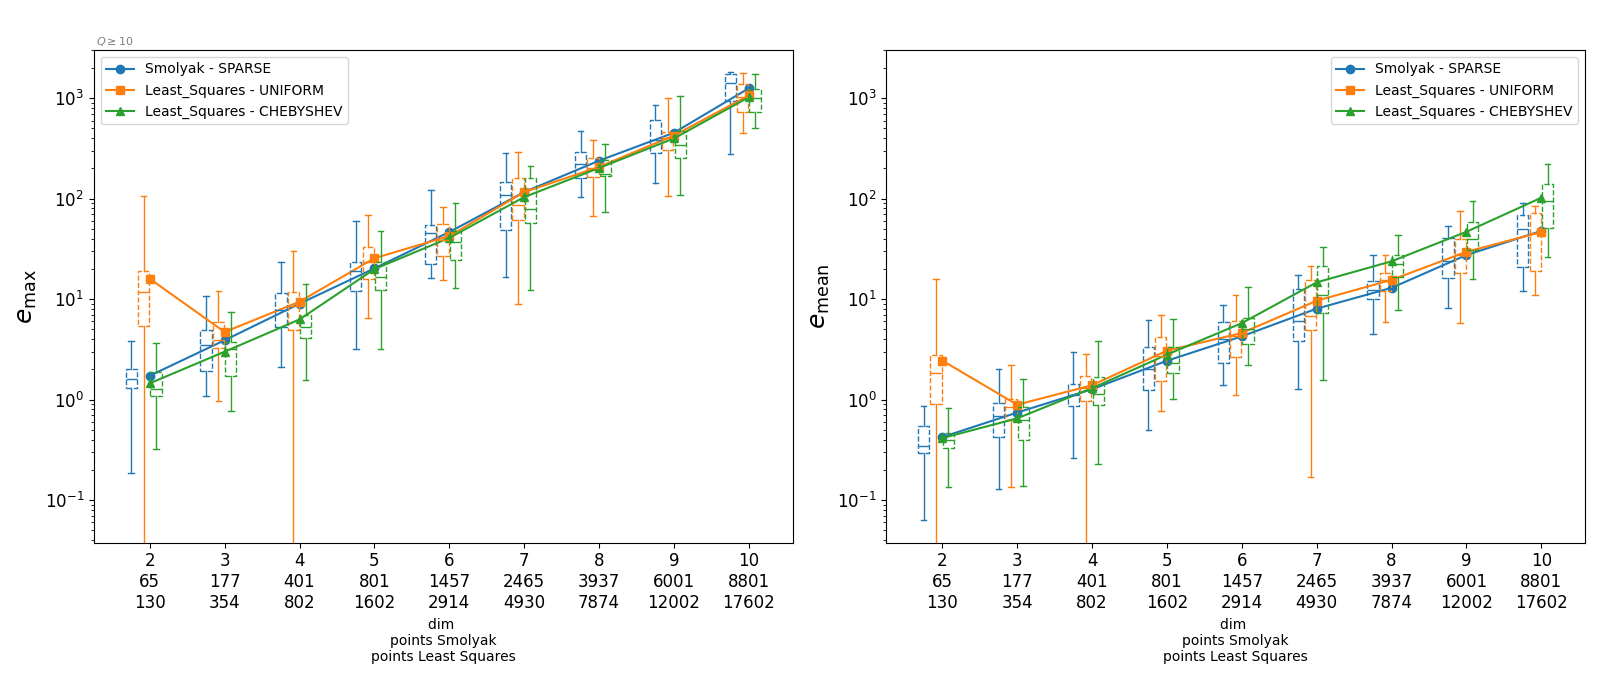 Q ≥ 10
Smolyak - SPARSE
Least_Squares - UNIFORM
Least_Squares - CHEBYSHEV
10³
10²
10¹
10⁰
10⁻¹
e_max
2 3 4 5 6 7 8 9 10
65 177 401 801 1457 2465 3937 6001 8801
130 354 802 1602 2914 4930 7874 12002 17602
dim
points Smolyak
points Least Squares
Smolyak - SPARSE
Least_Squares - UNIFORM
Least_Squares - CHEBYSHEV
10³
10²
10¹
10⁰
10⁻¹
e_mean
2 3 4 5 6 7 8 9 10
65 177 401 801 1457 2465 3937 6001 8801
130 354 802 1602 2914 4930 7874 12002 17602
dim
points Smolyak
points Least Squares